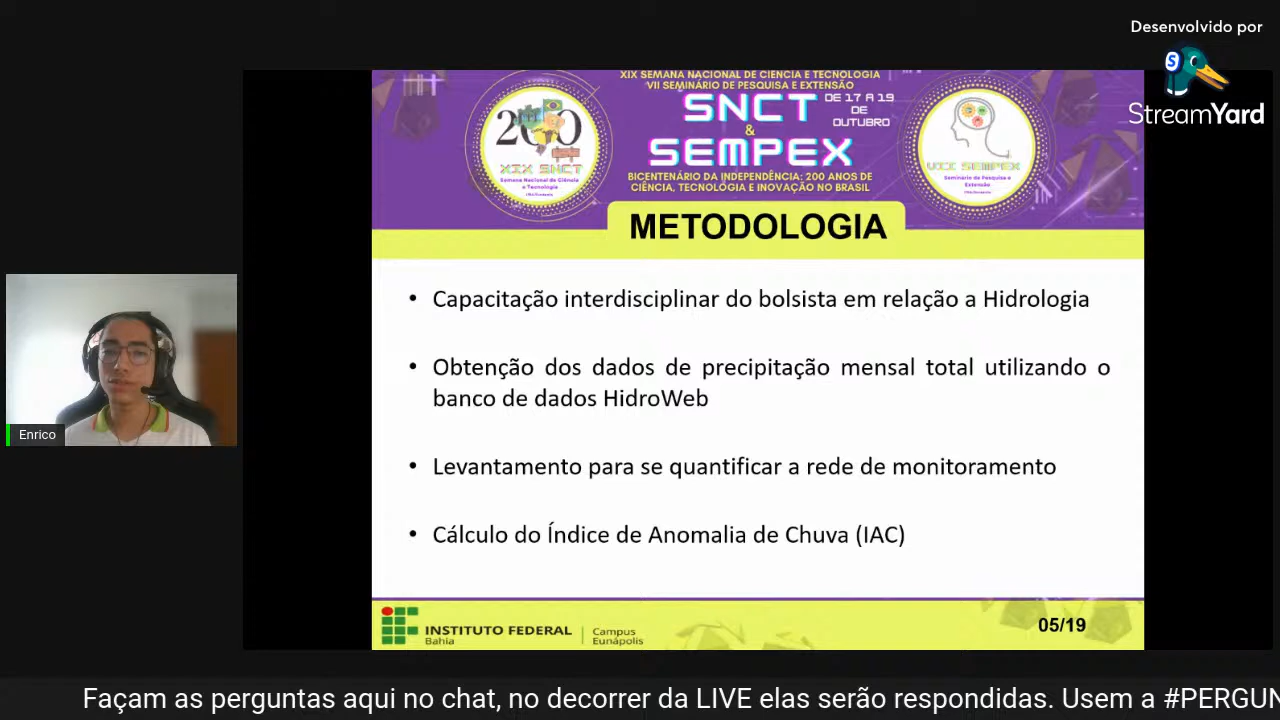 Desenvolvido por
StreamYard
XIX SEMANA NACIONAL DE CIÊNCIA E TECNOLOGIA
VII SEMINÁRIO DE PESQUISA E EXTENSÃO
SNCT
DE 17 A 19
DE
OUTUBRO
&
SEMPEX
BICENTENÁRIO DA INDEPENDÊNCIA: 200 ANOS DE
CIÊNCIA, TECNOLOGIA E INOVAÇÃO NO BRASIL
200
XIX SNCT
Semana Nacional de Ciência
e Tecnologia
VII SEMPEX
Seminário de Pesquisa e
Extensão
METODOLOGIA
• Capacitação interdisciplinar do bolsista em relação a Hidrologia
• Obtenção dos dados de precipitação mensal total utilizando o
banco de dados HidroWeb
• Levantamento para se quantificar a rede de monitoramento
• Cálculo do Índice de Anomalia de Chuva (IAC)
Enrico
INSTITUTO FEDERAL
Bahia
Campus
Eunápolis
05/19
Façam as perguntas aqui no chat, no decorrer da LIVE elas serão respondidas. Usem a #PERGUN